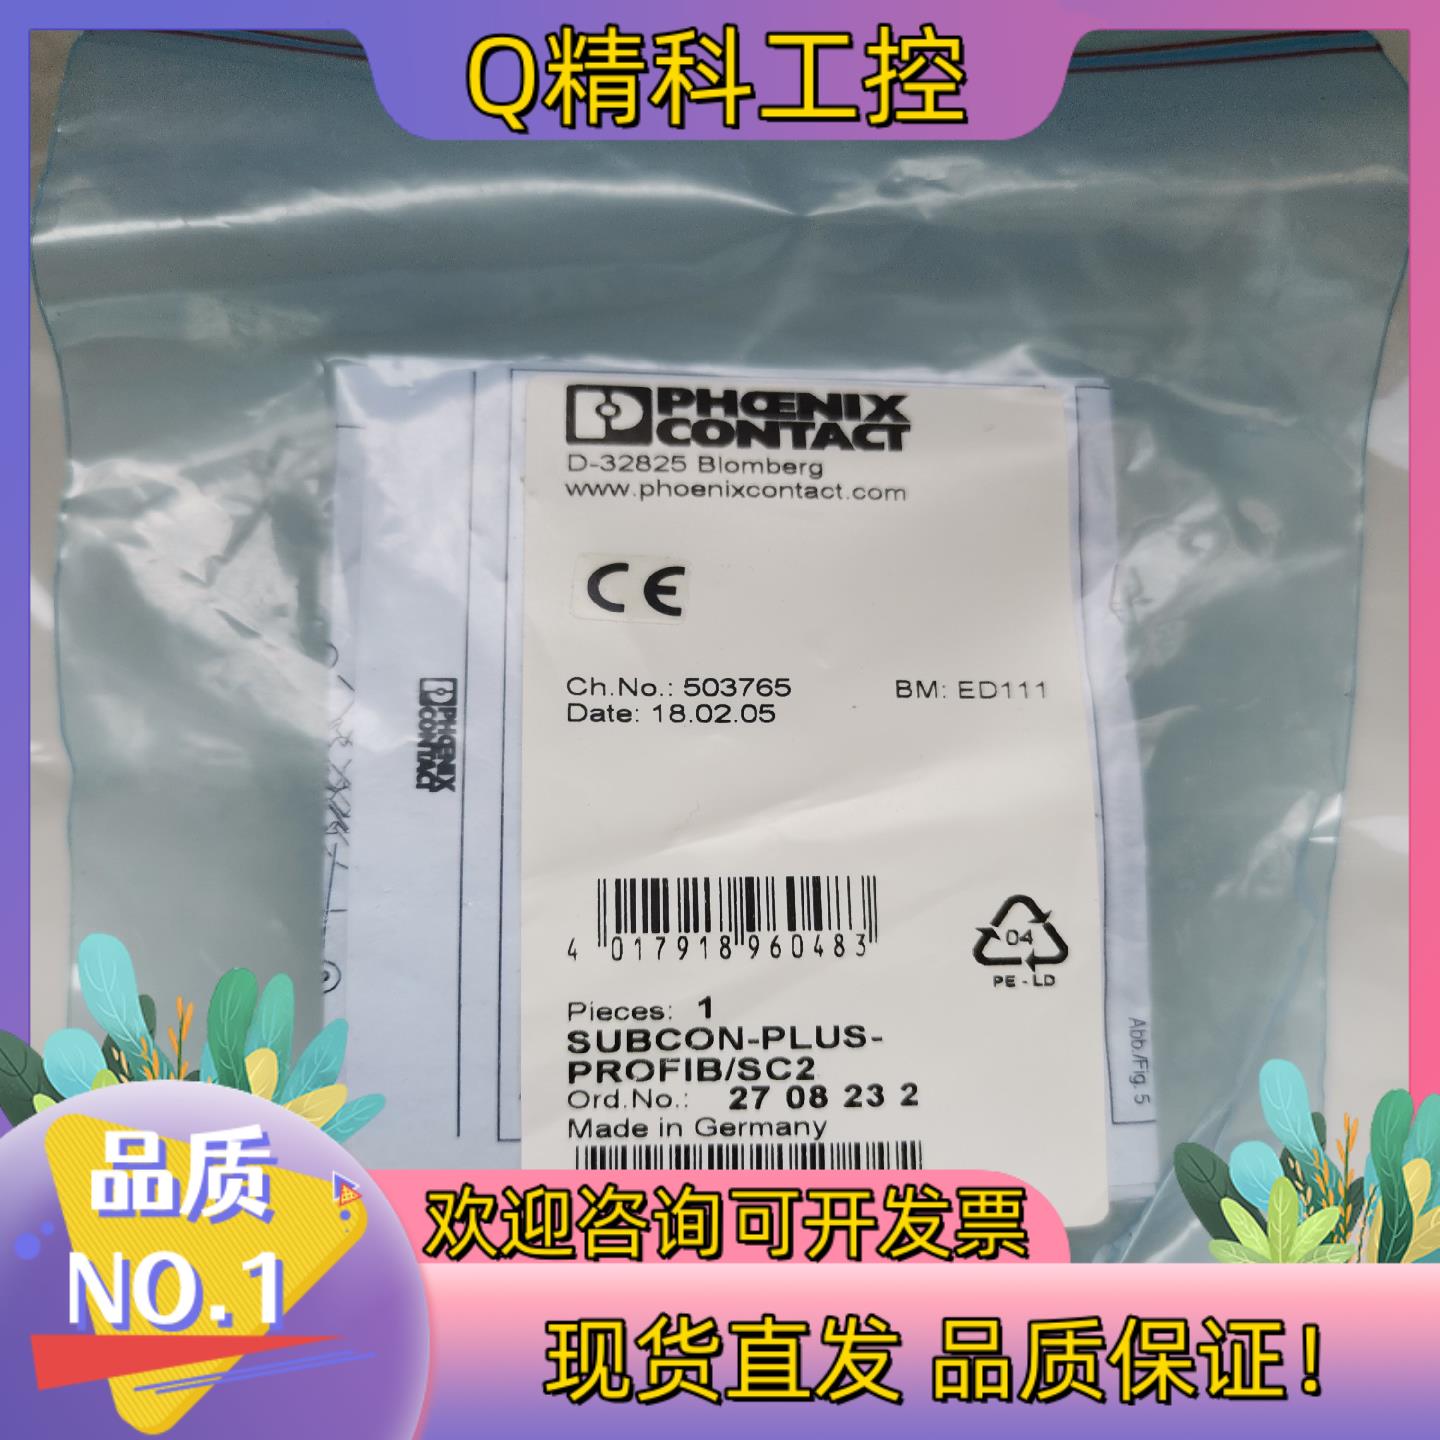 Q精科工控
PHOENIX
CONTACT
D-32825 Blomberg
www.phoenixcontact.com
CE
Ch.No.: 503765
BM: ED111
Date: 18.02.05
PHOENIX
CONTACT
4 017918 960483
04
PE-LD
Pieces: 1
SUBCON-PLUS-
PROFIB/SC2
Ord.No.: 27 08 23 2
Made in Germany
Abb./Fig. 5
品质
NO.1
欢迎咨询可开发票
现货直发 品质保证!